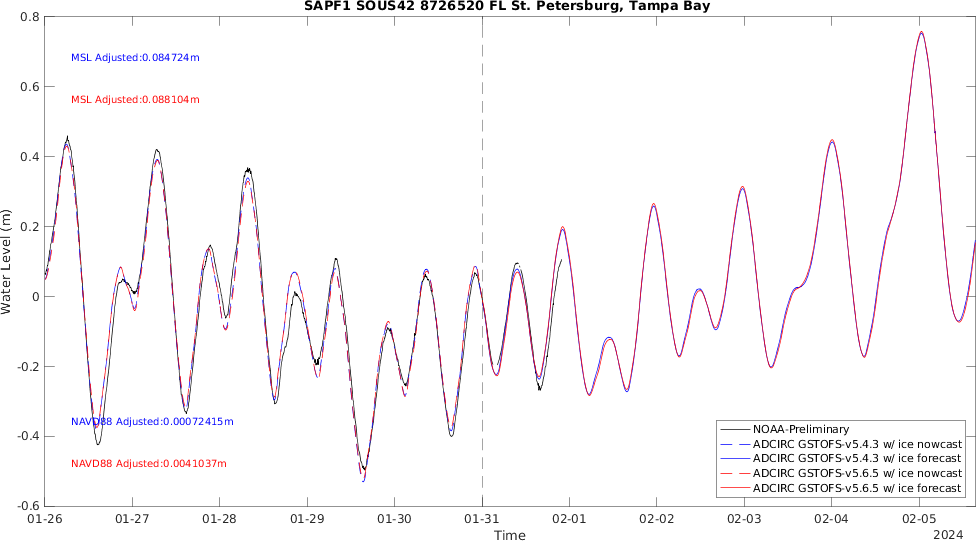 SAPF1 SOUS42 8726520 FL St. Petersburg, Tampa Bay
0.8
0.6
0.4
0.2
0
-0.2
-0.4
-0.6
Water Level (m)
MSL Adjusted:0.084724m
MSL Adjusted:0.088104m
NAVD88 Adjusted:0.00072415m
NAVD88 Adjusted:0.0041037m
NOAA-Preliminary
ADCIRC GSTOFS-v5.4.3 w/ ice nowcast
ADCIRC GSTOFS-v5.4.3 w/ ice forecast
ADCIRC GSTOFS-v5.6.5 w/ ice nowcast
ADCIRC GSTOFS-v5.6.5 w/ ice forecast
01-26 01-27 01-28 01-29 01-30 01-31 02-01 02-02 02-03 02-04 02-05
Time
2024